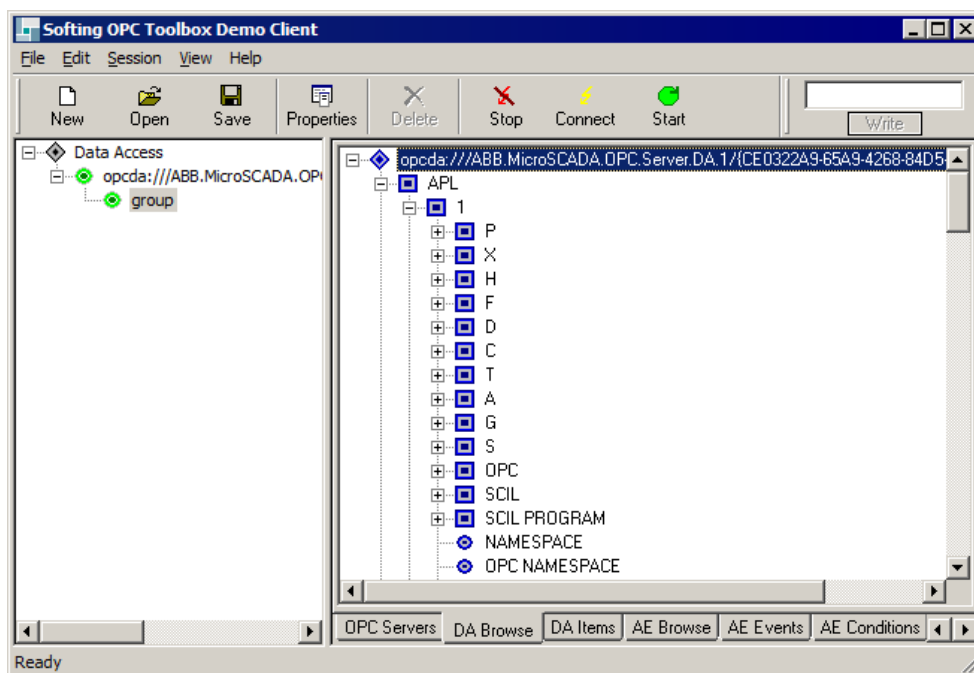 Softing OPC Toolbox Demo Client
File Edit Session View Help
New Open Save Properties Delete Stop Connect Start Write
Data Access
opcda:///ABB.MicroSCADA.OPC
group
opcda:///ABB.MicroSCADA.OPC.Server.DA.1/{CE0322A9-65A9-4268-84D5-
APL
1
P
X
H
F
D
C
T
A
G
S
OPC
SCIL
SCIL PROGRAM
NAMESPACE
OPC NAMESPACE
OPC Servers DA Browse DA Items AE Browse AE Events AE Conditions
Ready